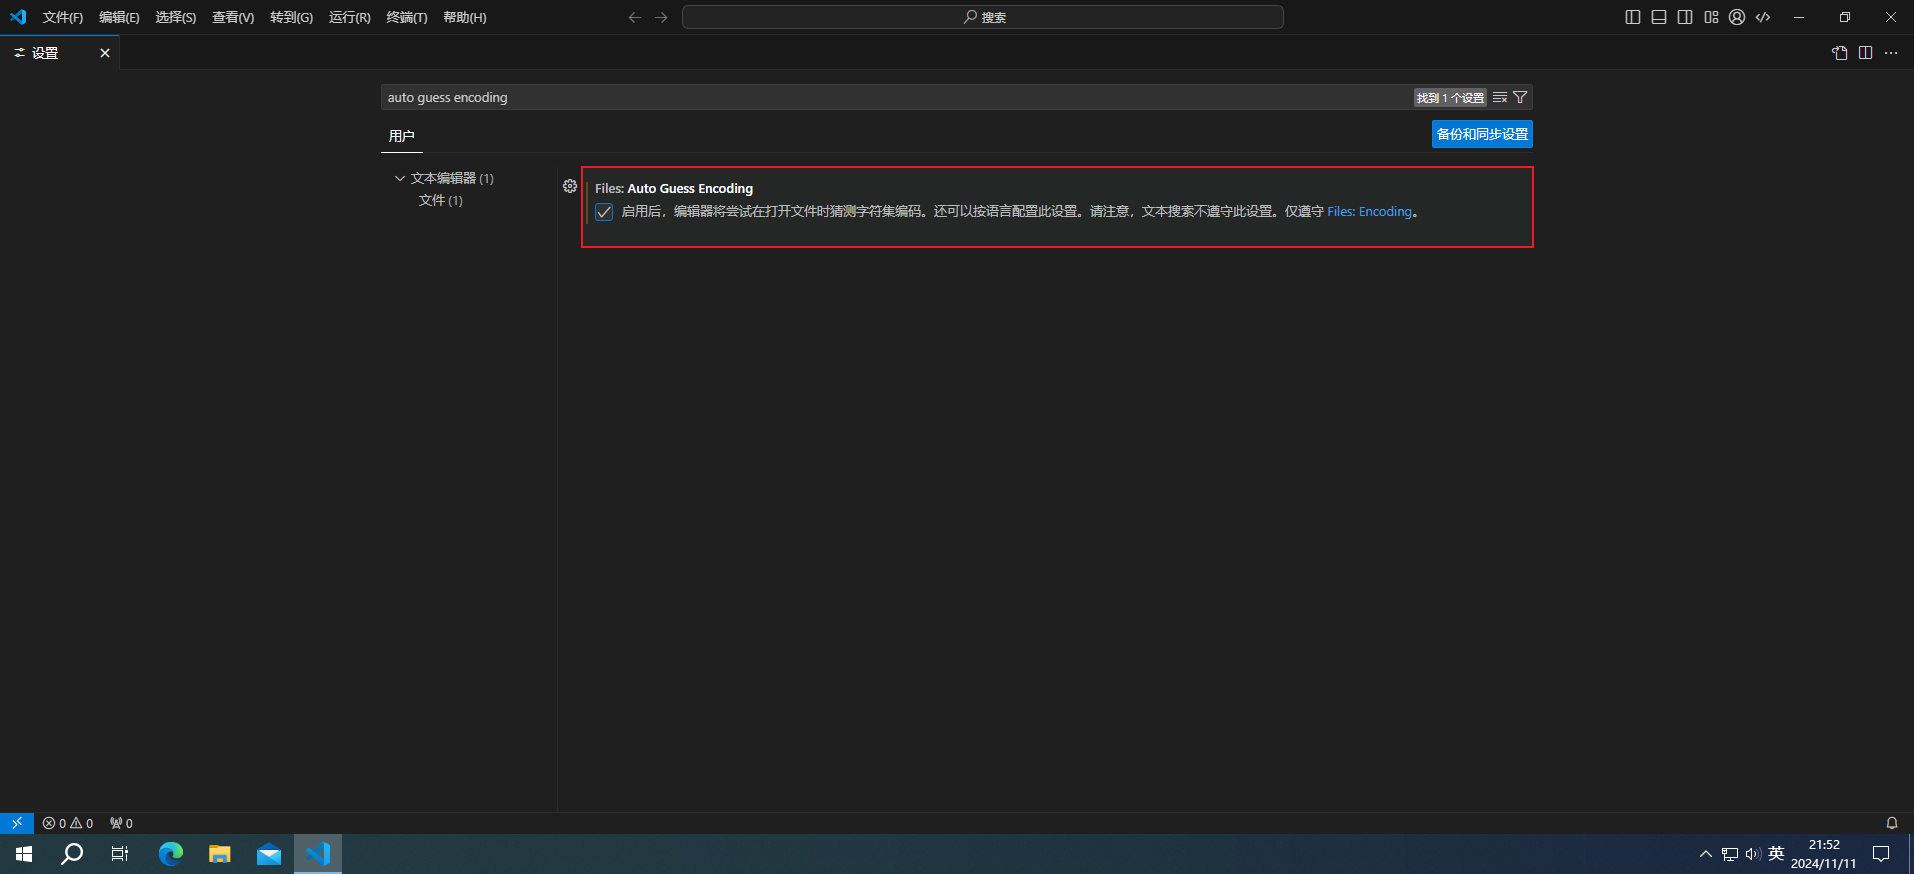 文件(F) 编辑(E) 选择(S) 查看(V) 转到(G) 运行(R) 终端(T) 帮助(H) 搜索
设置
auto guess encoding 找到 1 个设置
用户 备份和同步设置
文本编辑器 (1)
文件 (1)
Files: Auto Guess Encoding
启用后，编辑器将尝试在打开文件时猜测字符集编码。还可以按语言配置此设置。请注意，文本搜索不遵守此设置。仅遵守 Files: Encoding。
0 0 0
英 21:52
2024/11/11